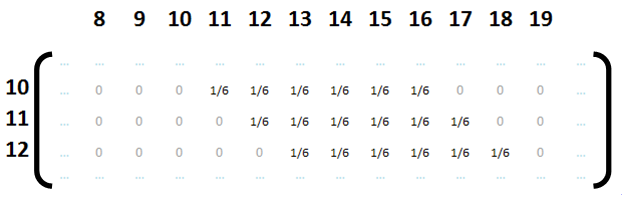 8 9 10 11 12 13 14 15 16 17 18 19
... ... ... ... ... ... ... ... ... ... ... ... ... ...
10 ... 0 0 0 1/6 1/6 1/6 1/6 1/6 1/6 0 0 0 ...
11 ... 0 0 0 0 1/6 1/6 1/6 1/6 1/6 1/6 0 0 ...
12 ... 0 0 0 0 0 1/6 1/6 1/6 1/6 1/6 1/6 0 ...
... ... ... ... ... ... ... ... ... ... ... ... ... ...